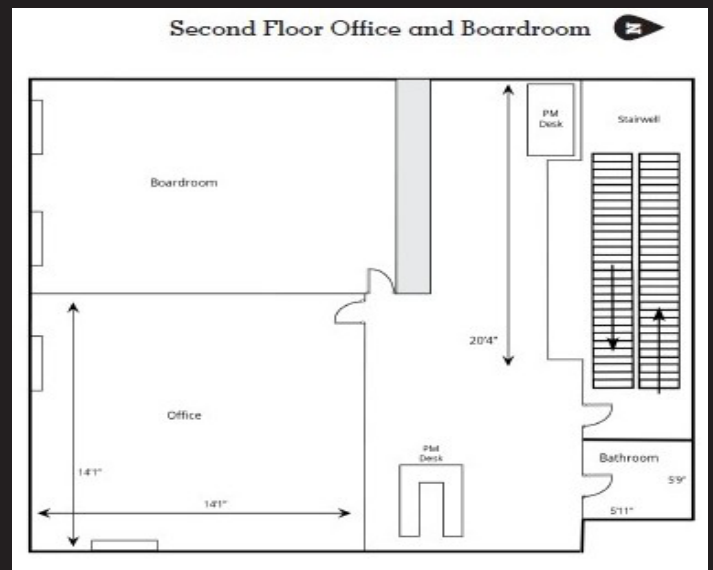 Second Floor Office and Boardroom
N
PM
Desk
Stairwell
Boardroom
20'4"
Office
PM
Desk
Bathroom
14'1"
5'9"
14'1"
5'11"